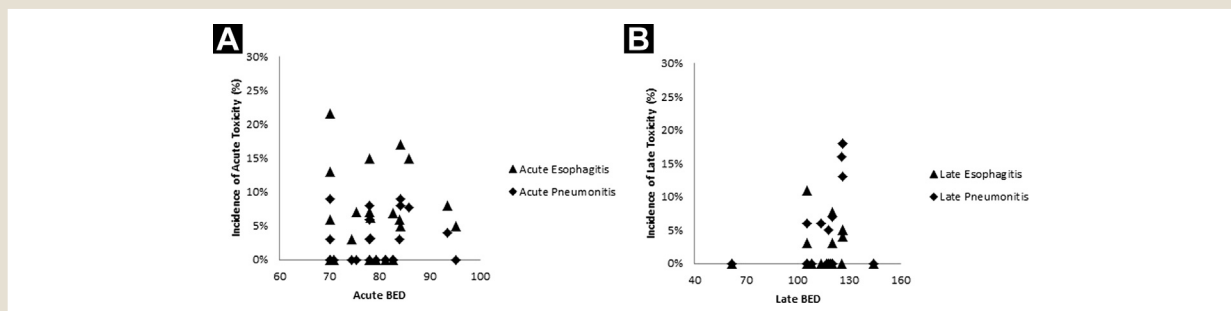 A
Incidence of Acute Toxicity (%)
30%
25%
20%
15%
10%
5%
0%
60 70 80 90 100
Acute BED
Acute Esophagitis
Acute Pneumonitis
B
Incidence of Late Toxicity (%)
30%
25%
20%
15%
10%
5%
0%
40 70 100 130 160
Late BED
Late Esophagitis
Late Pneumonitis